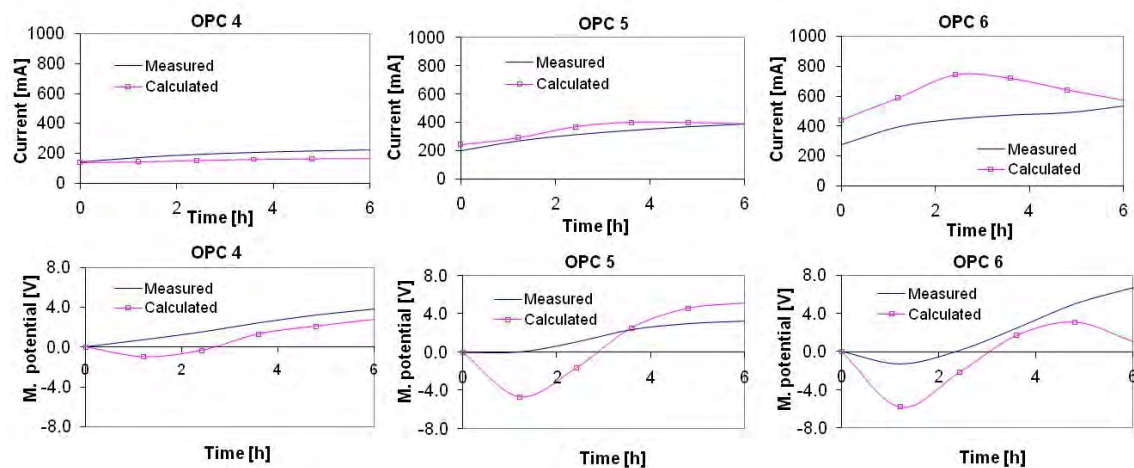 OPC 4
1000
800
600
400
200
0
Current [mA]
Measured
Calculated
0
2
4
6
Time [h]
OPC 5
1000
800
600
400
200
0
Current [mA]
Measured
Calculated
0
2
4
6
Time [h]
OPC 6
1000
800
600
400
200
0
Current [mA]
Measured
Calculated
0
2
4
6
Time [h]
OPC 4
8.0
4.0
0.0
-4.0
-8.0
M. potential [V]
Measured
Calculated
0
2
4
6
Time [h]
OPC 5
8.0
4.0
0.0
-4.0
-8.0
M. potential [V]
Measured
Calculated
0
2
4
6
Time [h]
OPC 6
8.0
4.0
0.0
-4.0
-8.0
M. potential [V]
Measured
Calculated
0
2
4
6
Time [h]